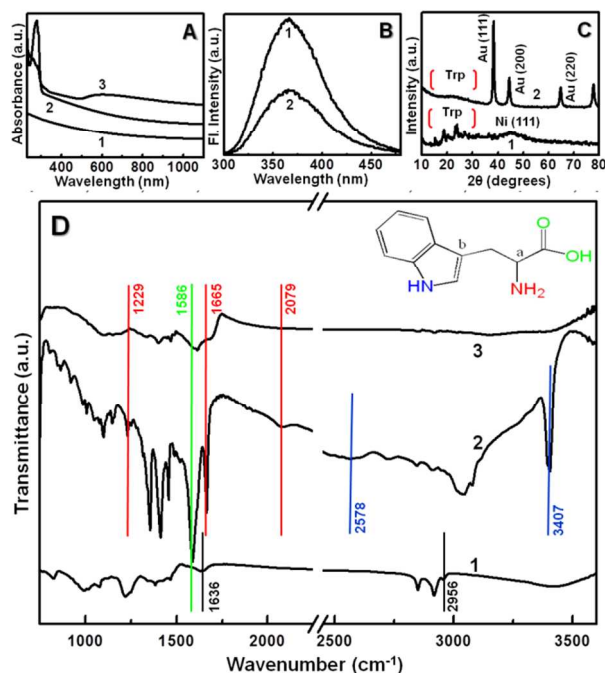 A
Absorbance (a.u.)
3
2
1
400 600 800 1000
Wavelength (nm)
B
Fl. Intensity (a.u.)
1
2
300 350 400 450
Wavelength (nm)
C
Intensity (a.u.)
Au (111)
Au (200)
Au (220)
Trp
2
Trp
Ni (111)
1
10 20 30 40 50 60 70 80
2θ (degrees)
D
Transmittance (a.u.)
1229
1586
1665
2079
b
a
O
OH
HN
NH2
3
2
2578
3407
1
1636
2956
1000 1500 2000 2500 3000 3500
Wavenumber (cm-1)